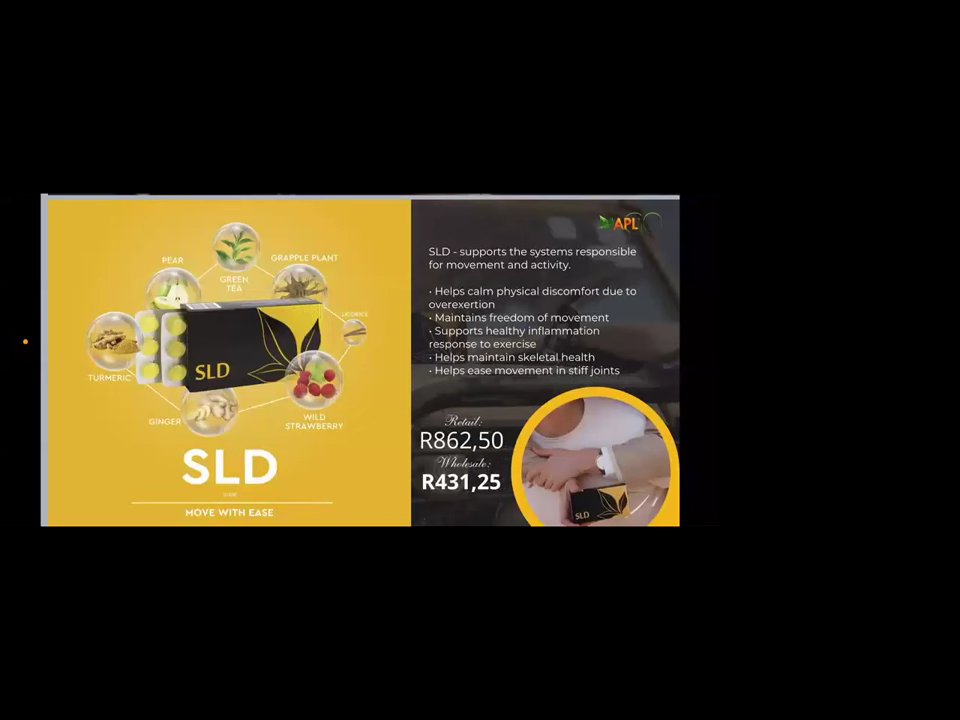 PEAR
GREEN
TEA
GRAPPLE PLANT
LICORICE
TURMERIC
SLD
GINGER
WILD
STRAWBERRY
SLD
MOVE WITH EASE
APL
SLD - supports the systems responsible
for movement and activity.
• Helps calm physical discomfort due to
overexertion
• Maintains freedom of movement
• Supports healthy inflammation
response to exercise
• Helps maintain skeletal health
• Helps ease movement in stiff joints
Retail:
R862,50
Wholesale:
R431,25
SLD